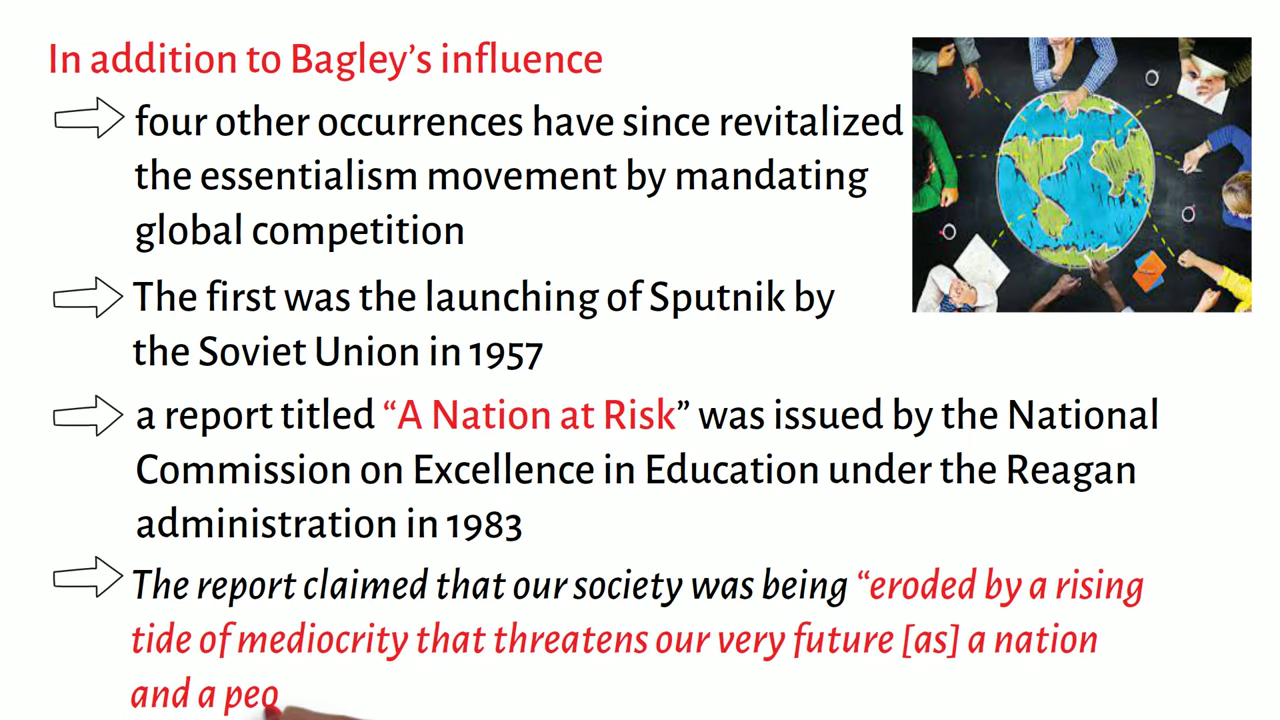 In addition to Bagley's influence
four other occurrences have since revitalized
the essentialism movement by mandating
global competition
The first was the launching of Sputnik by
the Soviet Union in 1957
a report titled “A Nation at Risk” was issued by the National
Commission on Excellence in Education under the Reagan
administration in 1983
The report claimed that our society was being “eroded by a rising
tide of mediocrity that threatens our very future [as] a nation
and a peo